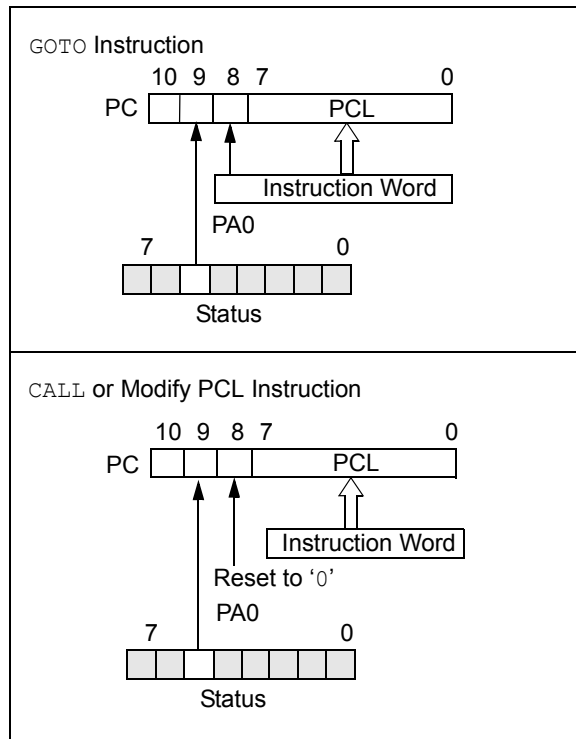 GOTO Instruction
10 9 8 7 0
PC PCL
Instruction Word
PA0
7 0
Status
CALL or Modify PCL Instruction
10 9 8 7 0
PC PCL
Instruction Word
Reset to ‘0’
PA0
7 0
Status